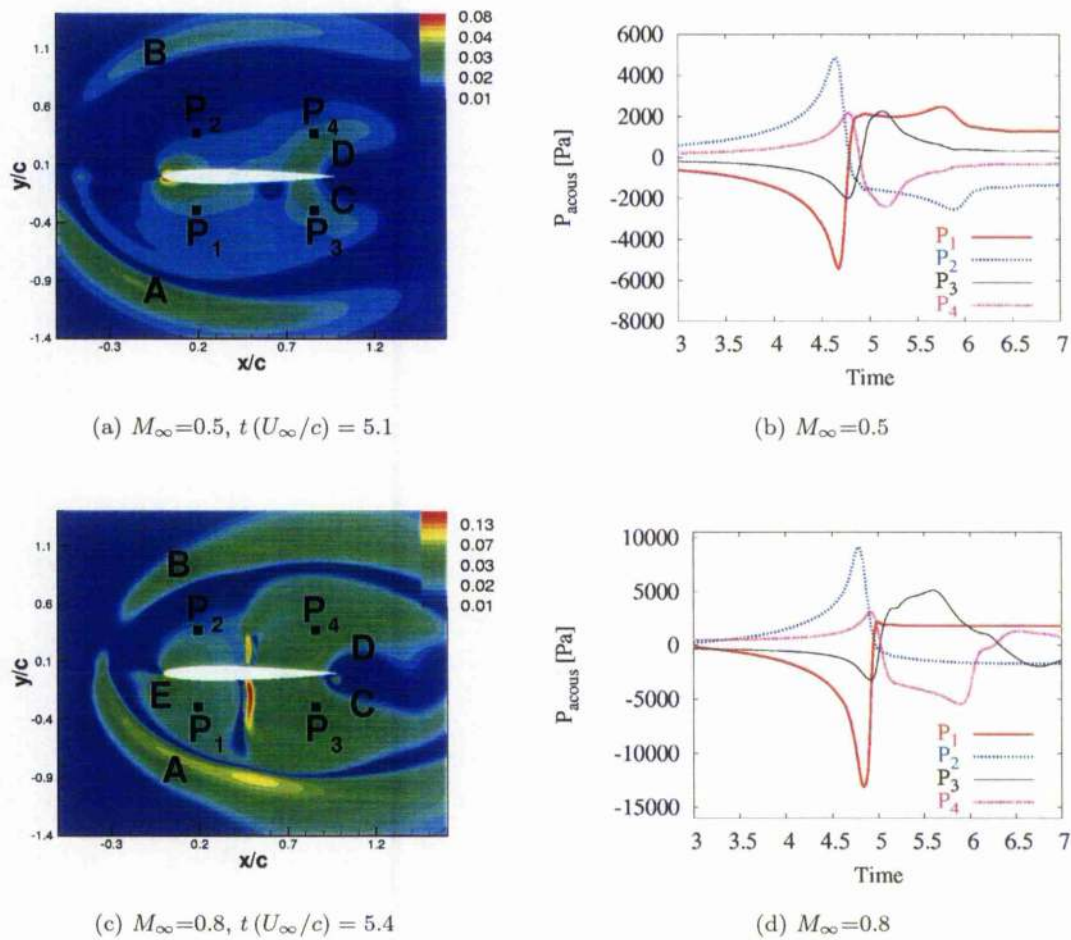 0.08
0.04
0.03
0.02
0.01
1.1
0.6
0.1
-0.4
-0.9
-1.4
y/c
-0.3 0.2 0.7 1.2
x/c
B
P2 P4
D
C
P1 P3
A
6000
4000
2000
0
-2000
-4000
-6000
-8000
Pacous [Pa]
P1
P2
P3
P4
3 3.5 4 4.5 5 5.5 6 6.5 7
Time
(a) M∞=0.5, t (U∞/c) = 5.1
(b) M∞=0.5
0.13
0.07
0.03
0.02
0.01
1.1
0.6
0.1
-0.4
-0.9
-1.4
y/c
-0.3 0.2 0.7 1.2
x/c
B
P2 P4
D
E C
P1 P3
A
10000
5000
0
-5000
-10000
-15000
Pacous [Pa]
P1
P2
P3
P4
3 3.5 4 4.5 5 5.5 6 6.5 7
Time
(c) M∞=0.8, t (U∞/c) = 5.4
(d) M∞=0.8